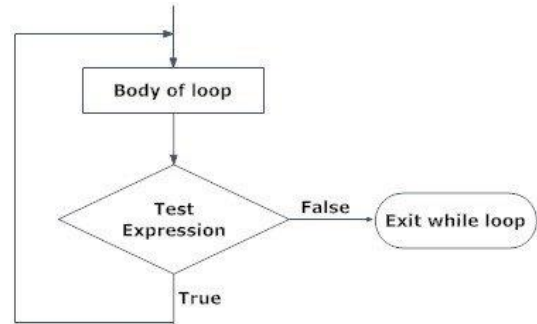 Body of loop
Test
Expression
False
Exit while loop
True